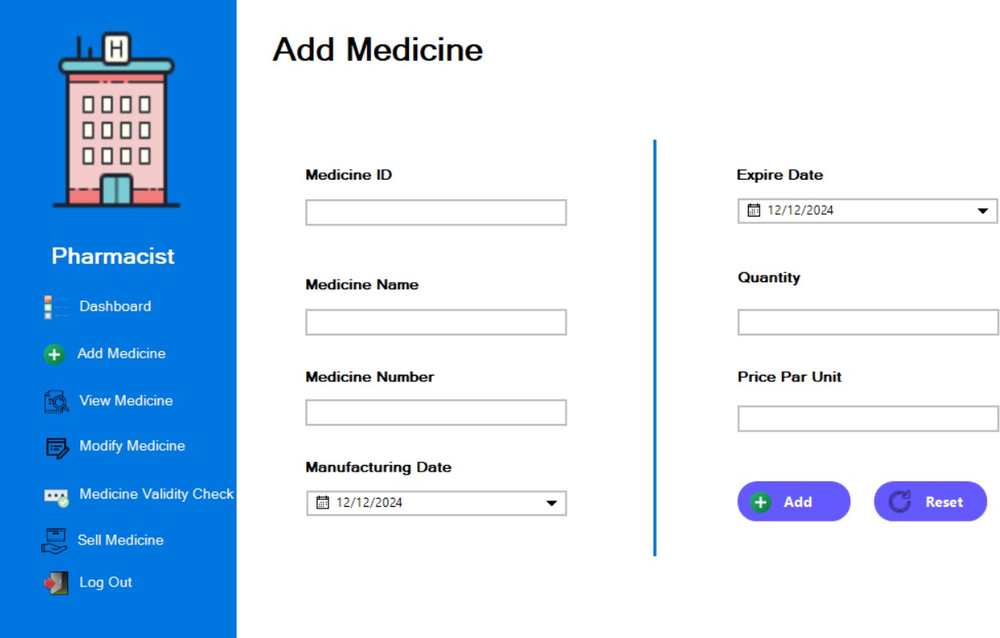 H
Pharmacist
Dashboard
Add Medicine
View Medicine
Modify Medicine
Medicine Validity Check
Sell Medicine
Log Out
Add Medicine
Medicine ID
Medicine Name
Medicine Number
Manufacturing Date
12/12/2024
Expire Date
12/12/2024
Quantity
Price Par Unit
Add
Reset